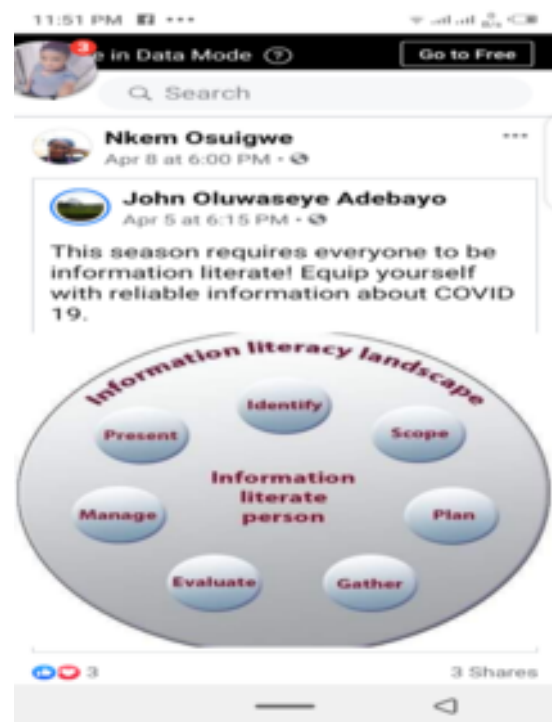 11:51 PM
3
e in Data Mode ?
Go to Free
Search
Nkem Osuigwe
Apr 8 at 6:00 PM
John Oluwaseye Adebayo
Apr 5 at 6:15 PM
This season requires everyone to be
information literate! Equip yourself
with reliable information about COVID
19.
Information literacy landscape
Identify
Present
Scope
Information
literate
person
Manage
Plan
Evaluate
Gather
3
3 Shares